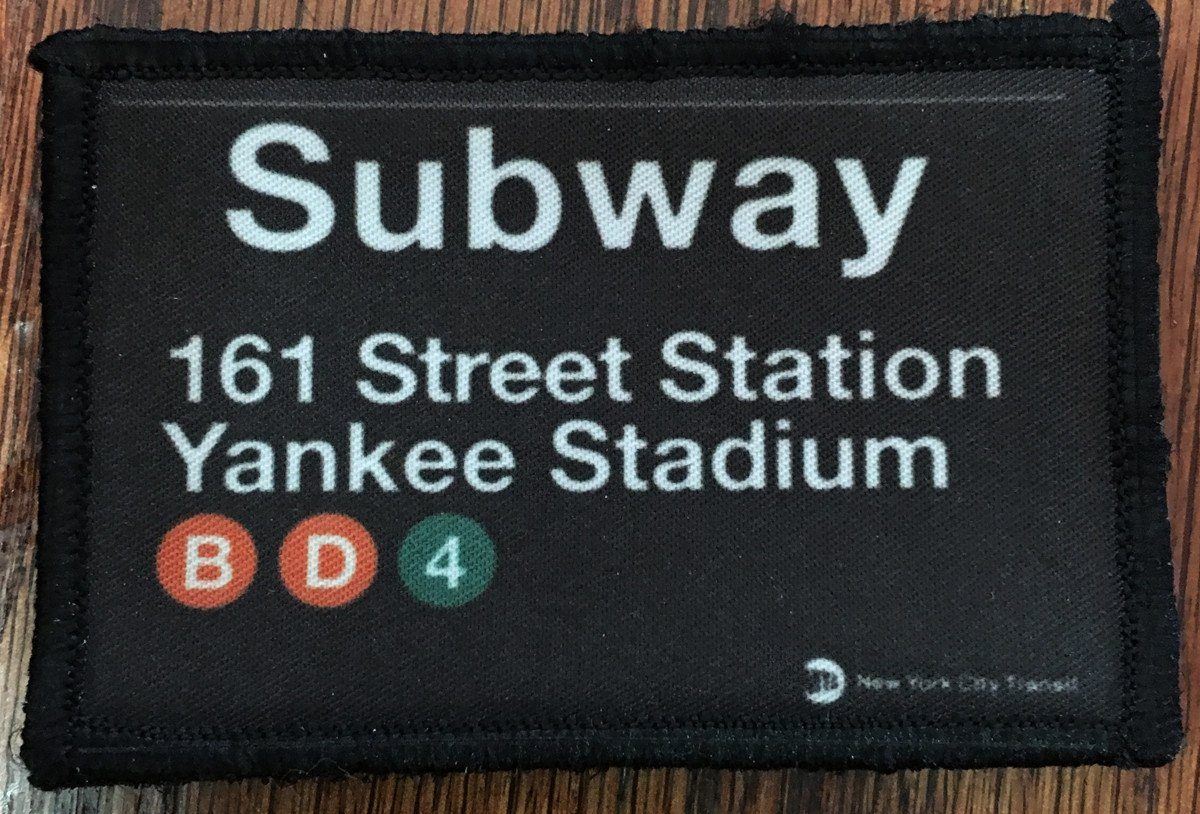 Subway
161 Street Station
Yankee Stadium
B D 4
New York City Transit